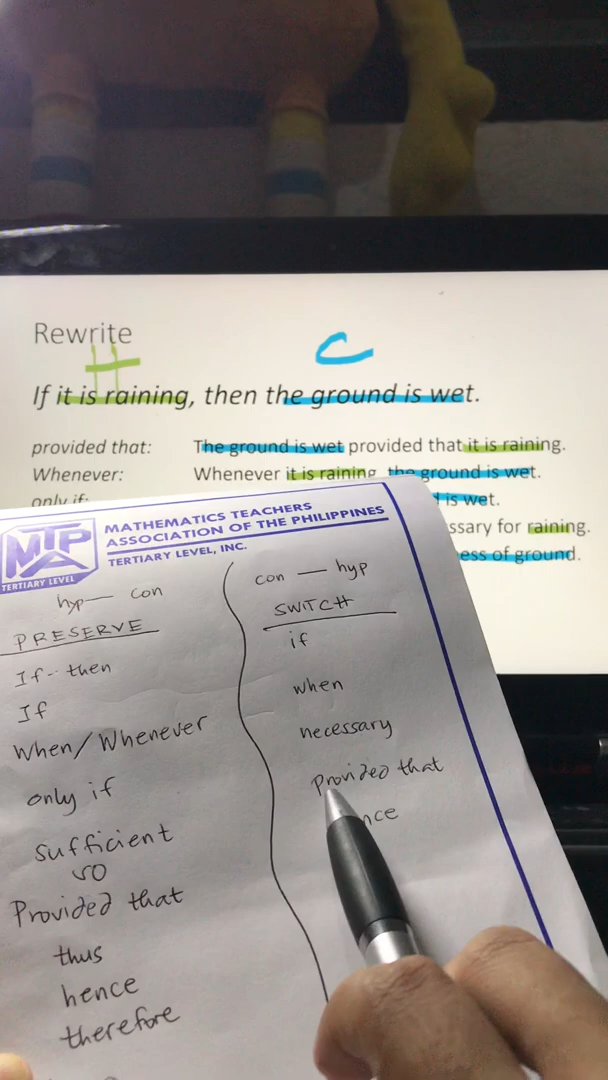 Rewrite
H C
If it is raining, then the ground is wet.
provided that: The ground is wet provided that it is raining.
Whenever: Whenever it is raining, the ground is wet.
only if: is wet.
ssary for raining.
ess of ground.
MTAP
TERTIARY LEVEL
MATHEMATICS TEACHERS
ASSOCIATION OF THE PHILIPPINES
TERTIARY LEVEL, INC.
hyp — con
PRESERVE
If-- then
If
When/Whenever
only if
sufficient
so
Provided that
thus
hence
therefore
con — hyp
SWITCH
if
when
necessary
Provided that
nce